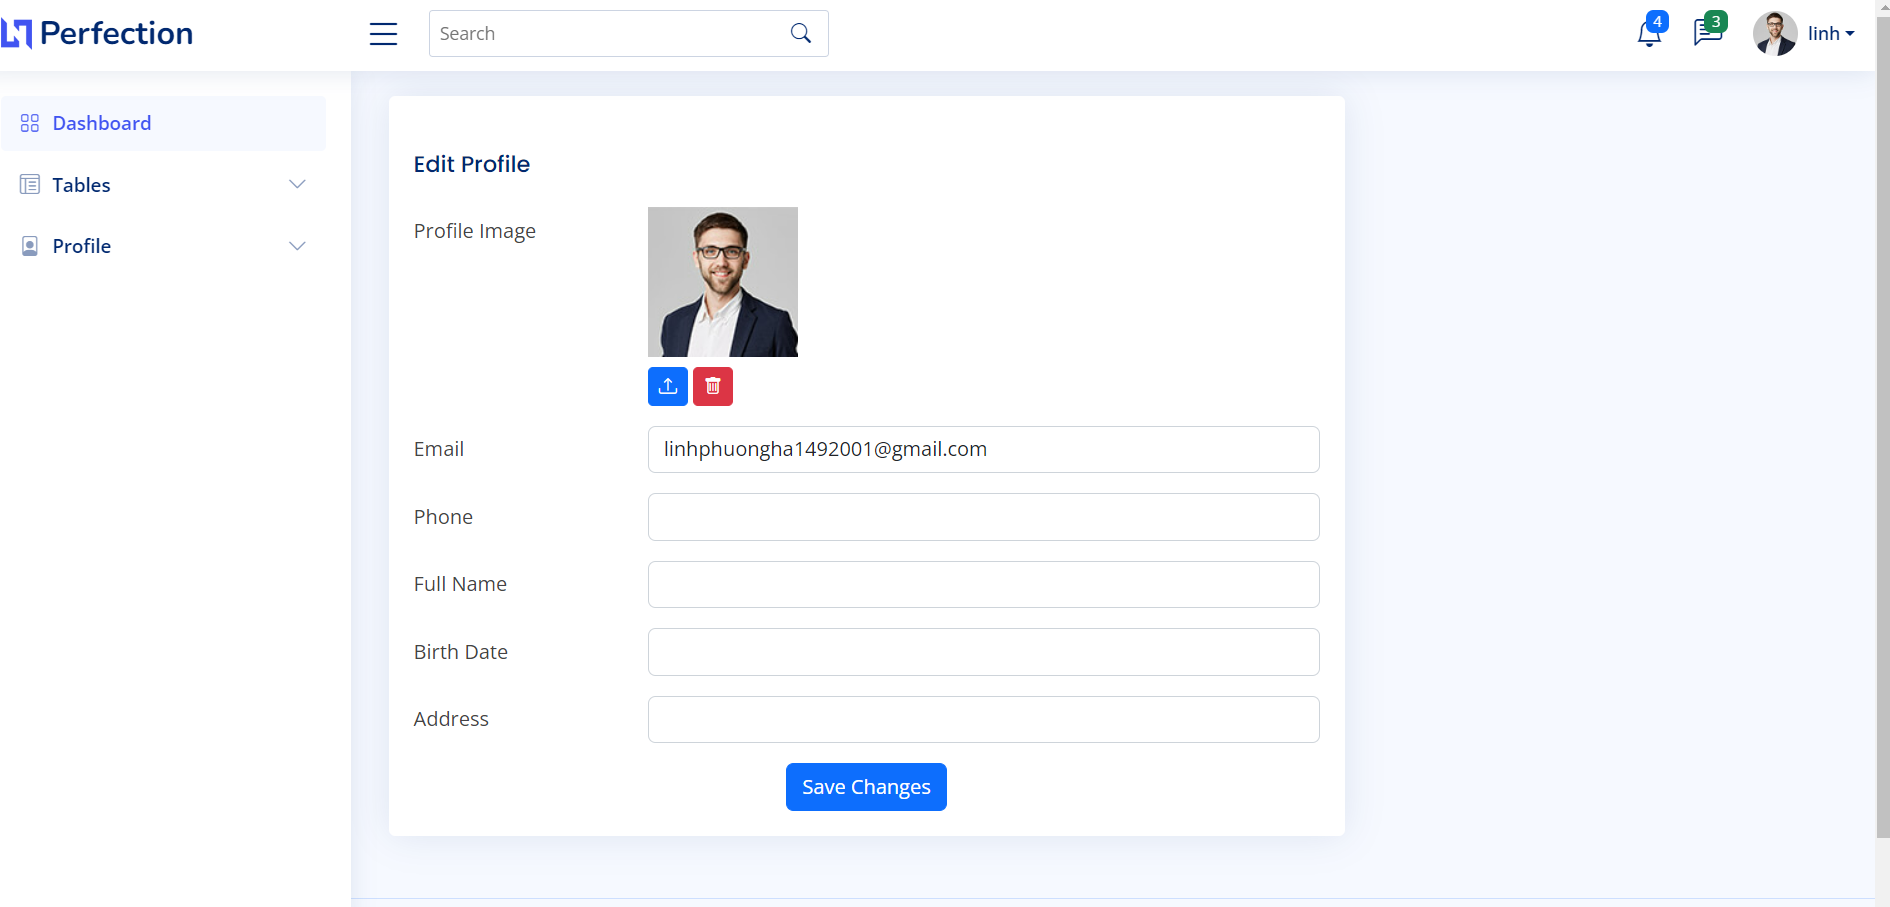 Perfection
Search
4
3
linh
Dashboard
Tables
Profile
Edit Profile
Profile Image
Email
linhphuongha1492001@gmail.com
Phone
Full Name
Birth Date
Address
Save Changes